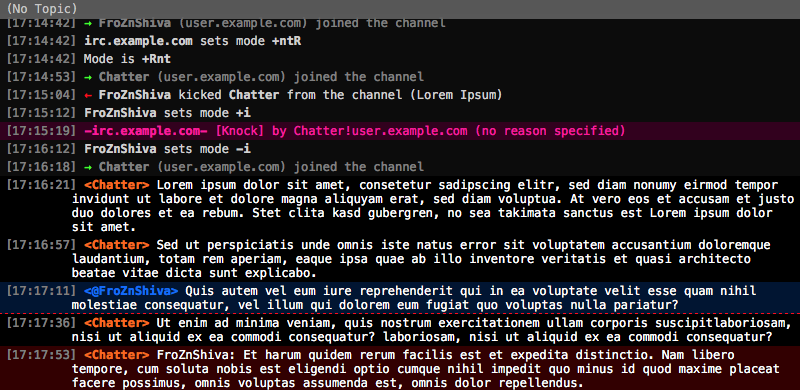 (No Topic)
[17:14:42] → FroZnShiva (user.example.com) joined the channel
[17:14:42] irc.example.com sets mode +ntR
[17:14:42] Mode is +Rnt
[17:14:53] → Chatter (user.example.com) joined the channel
[17:15:04] ← FroZnShiva kicked Chatter from the channel (Lorem Ipsum)
[17:15:12] FroZnShiva sets mode +i
[17:15:19] -irc.example.com- [Knock] by Chatter!user.example.com (no reason specified)
[17:16:12] FroZnShiva sets mode -i
[17:16:18] → Chatter (user.example.com) joined the channel
[17:16:21] <Chatter> Lorem ipsum dolor sit amet, consetetur sadipscing elitr, sed diam nonumy eirmod tempor
invidunt ut labore et dolore magna aliquyam erat, sed diam voluptua. At vero eos et accusam et justo
duo dolores et ea rebum. Stet clita kasd gubergren, no sea takimata sanctus est Lorem ipsum dolor
sit amet.
[17:16:57] <Chatter> Sed ut perspiciatis unde omnis iste natus error sit voluptatem accusantium doloremque
laudantium, totam rem aperiam, eaque ipsa quae ab illo inventore veritatis et quasi architecto
beatae vitae dicta sunt explicabo.
[17:17:11] <@FroZnShiva> Quis autem vel eum iure reprehenderit qui in ea voluptate velit esse quam nihil
molestiae consequatur, vel illum qui dolorem eum fugiat quo voluptas nulla pariatur?
[17:17:36] <Chatter> Ut enim ad minima veniam, quis nostrum exercitationem ullam corporis suscipitlaboriosam,
nisi ut aliquid ex ea commodi consequatur? laboriosam, nisi ut aliquid ex ea commodi consequatur?
[17:17:53] <Chatter> FroZnShiva: Et harum quidem rerum facilis est et expedita distinctio. Nam libero
tempore, cum soluta nobis est eligendi optio cumque nihil impedit quo minus id quod maxime placeat
facere possimus, omnis voluptas assumenda est, omnis dolor repellendus.